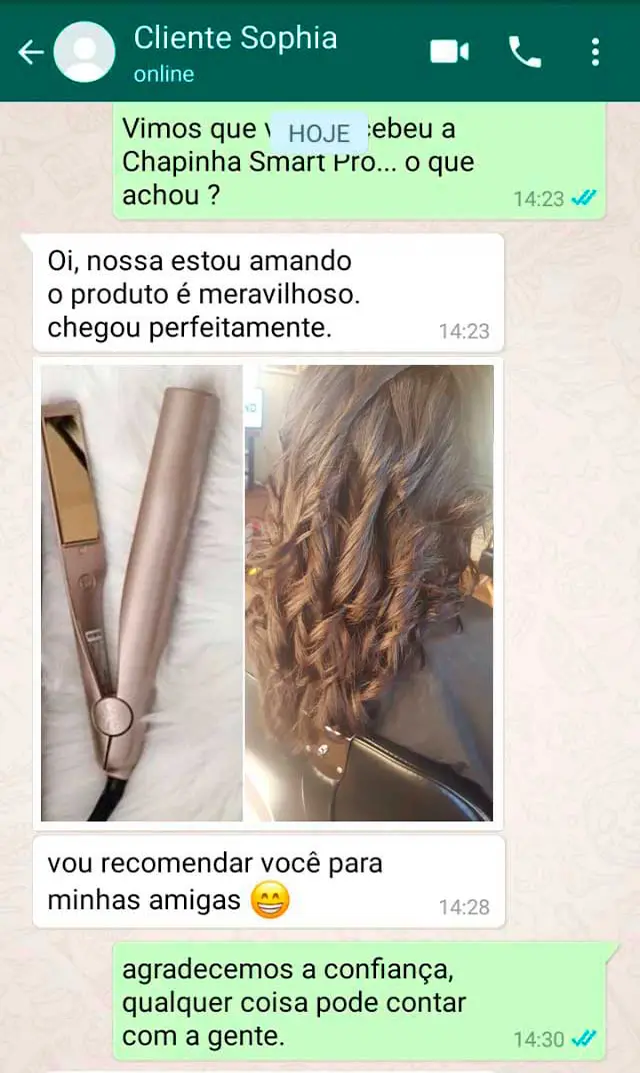 Cliente Sophia
online
HOJE
Vimos que v ebeu a
Chapinha Smart Pro... o que
achou ?
14:23
Oi, nossa estou amando
o produto é meravilhoso.
chegou perfeitamente.
14:23
vou recomendar você para
minhas amigas 😁
14:28
agradecemos a confiança,
qualquer coisa pode contar
com a gente.
14:30